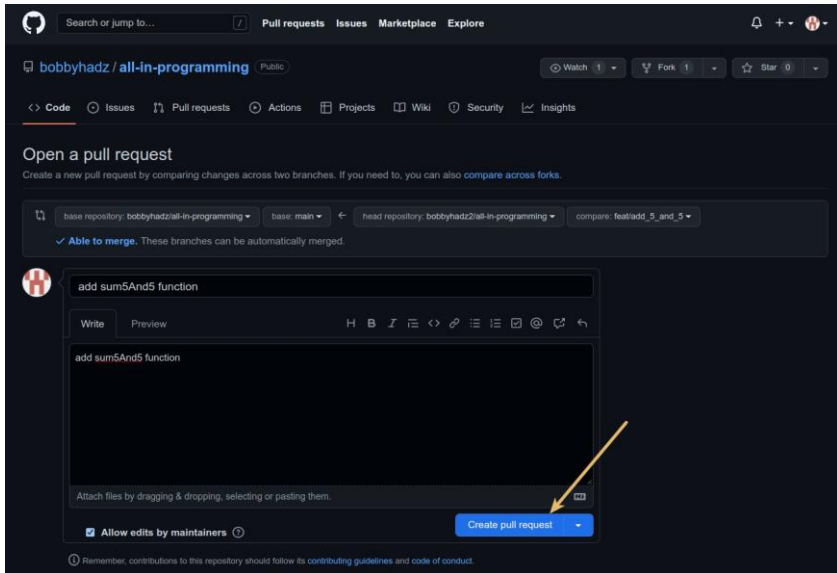 Search or jump to... / Pull requests Issues Marketplace Explore
bobbyhadz / all-in-programming Public Watch 1 Fork 1 Star 0
<> Code Issues Pull requests Actions Projects Wiki Security Insights
Open a pull request
Create a new pull request by comparing changes across two branches. If you need to, you can also compare across forks.
base repository: bobbyhadz/all-in-programming base: main ← head repository: bobbyhadz2/all-in-programming compare: feat/add_5_and_5
✓ Able to merge. These branches can be automatically merged.
add sum5And5 function
Write Preview H B I <> @
add sum5And5 function
Attach files by dragging & dropping, selecting or pasting them.
Allow edits by maintainers ? Create pull request
Remember, contributions to this repository should follow its contributing guidelines and code of conduct.